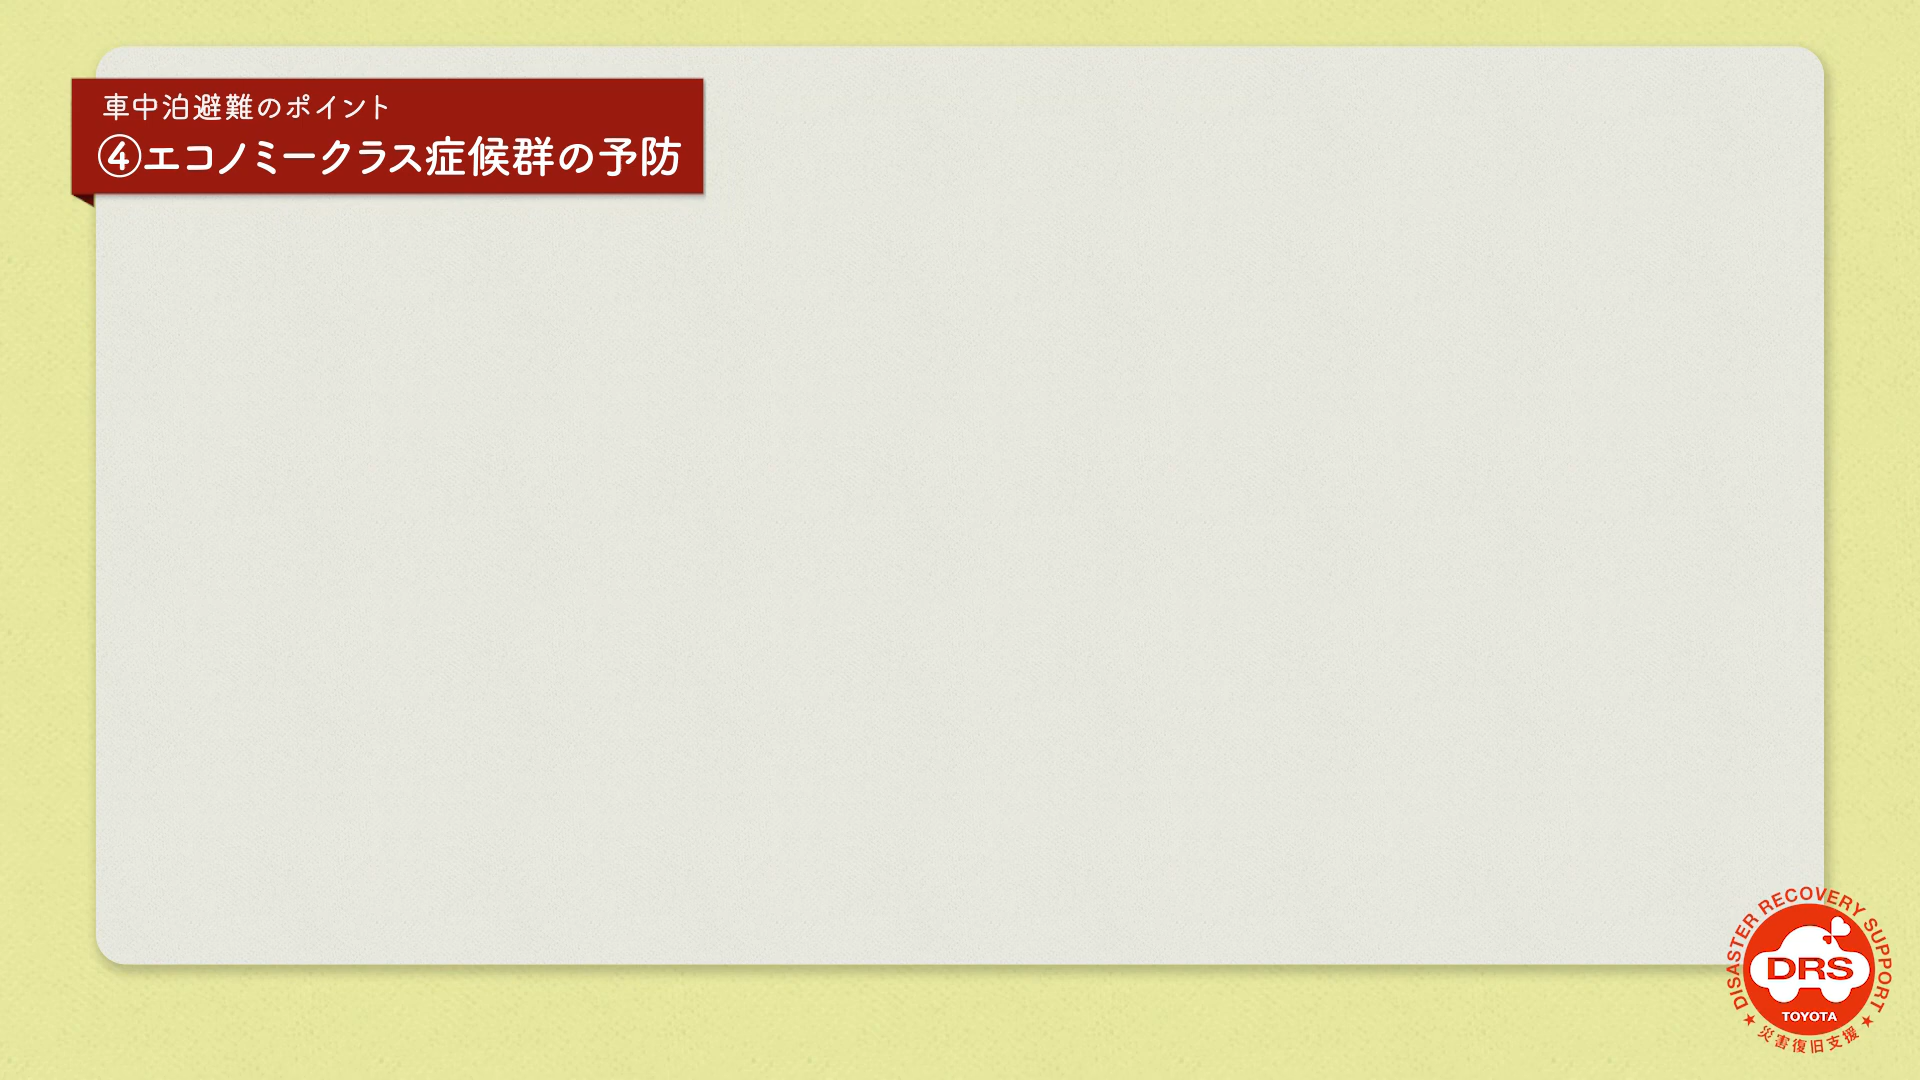 車中泊避難のポイント
④エコノミークラス症候群の予防
DISASTER RECOVERY SUPPORT
DRS
TOYOTA
★ 災害復旧支援 ★